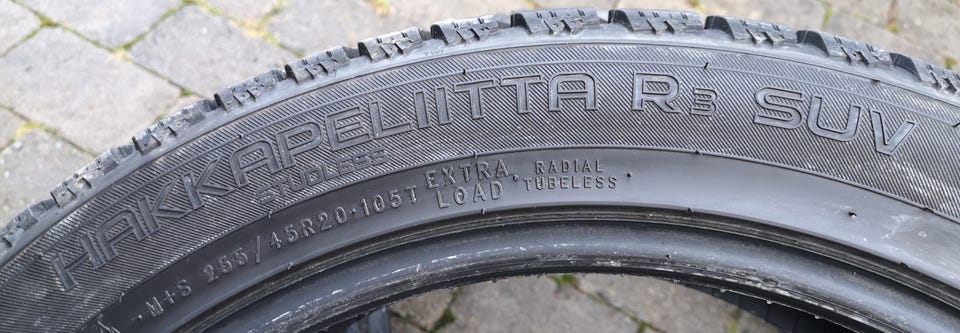 HAKKAPELIITTA R3 SUV
STUDLESS
M+S 255/45R20·105T EXTRA LOAD RADIAL TUBELESS